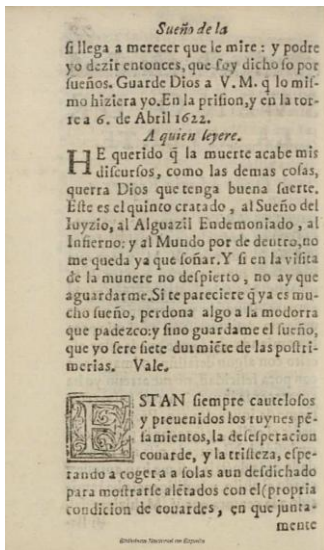 Sueño de la
si llega a merecer que le mire : y podre
yo dezir entonces, que soy dichoso por
sueños. Guarde Dios a V. M. q̃ lo mis-
mo hiziera yo. En la prision, y en la tor-
re a 6. de Abril 1622.
A quien leyere.
HE querido q̃ la muerte acabe mis
discursos, como las demas cosas,
querra Dios que tenga buena suerte.
Este es el quinto cratado , al Sueño del
Iuyzio, al Alguazil Endemoniado , al
Infierno: y al Mundo por de dentro, no
me queda ya que soñar. Y si en la visita
de la munere no despierto , no ay que
aguardarme. Si te pareciere q̃ ya es mu-
cho sueño, perdona algo a la modorra
que padezco: y sino guardame el sueño,
que yo sere siete durmiẽte de las postri-
merias. Vale.
ESTAN siempre cautelosos
y preuenidos los ruynes pẽ-
samientos, la desesperacion
couarde, y la tristeza, espe-
rando a coger a a solas aun desdichado
para mostrarse alẽtados con el (propria
condicion de couardes, en que junta-
mente
Biblioteca Nacional de España